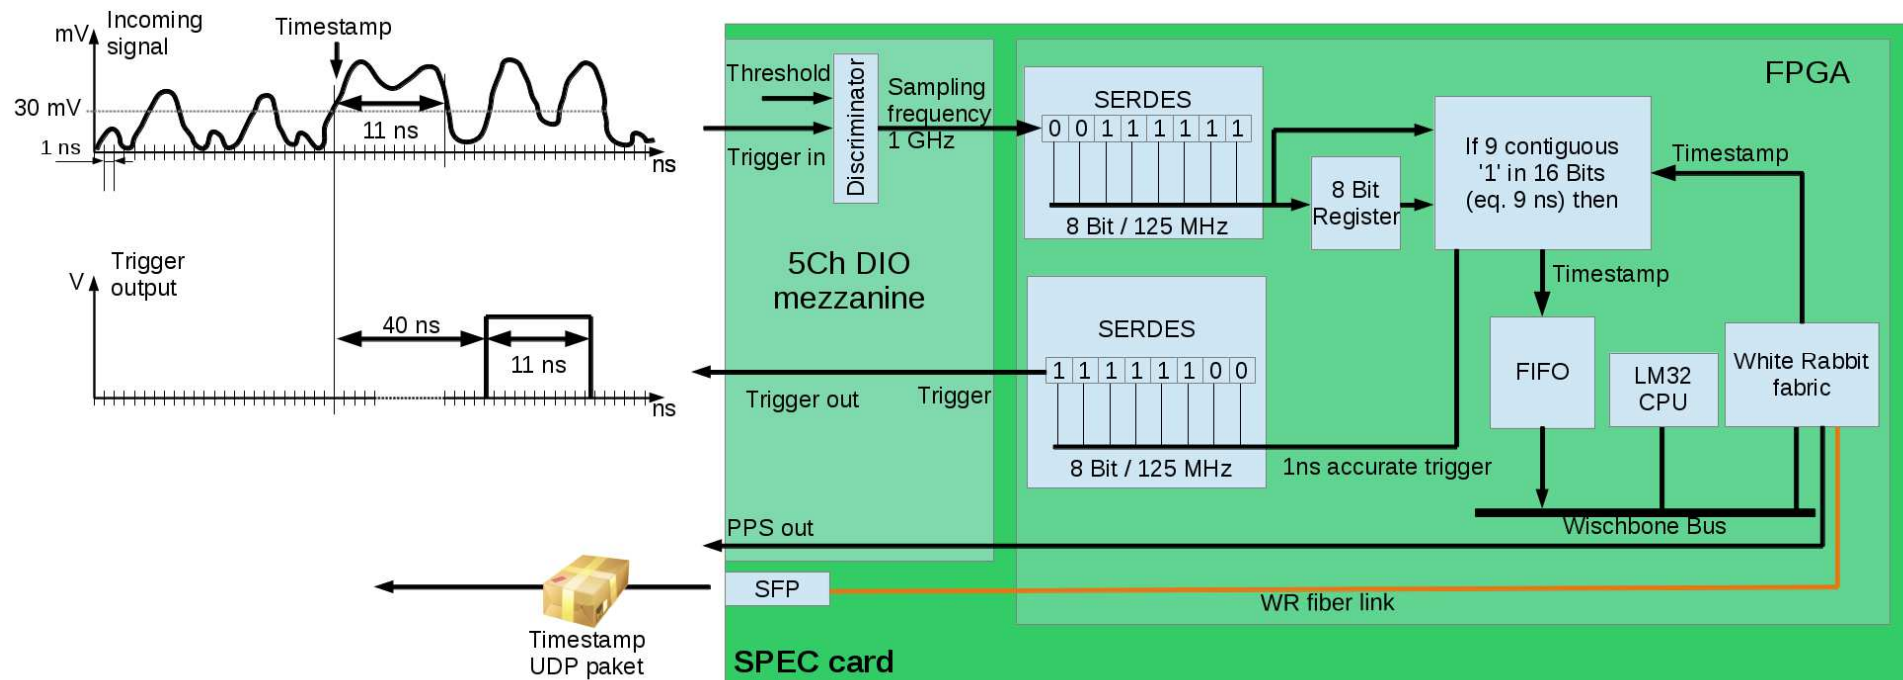 Incoming
signal
mV
Timestamp
30 mV
11 ns
1 ns
ns
Trigger
output
V
40 ns
11 ns
ns
Timestamp
UDP paket
Threshold
Trigger in
Discriminator
Sampling
frequency
1 GHz
5Ch DIO
mezzanine
Trigger out
Trigger
PPS out
SFP
SPEC card
FPGA
SERDES
0 0 1 1 1 1 1 1
8 Bit / 125 MHz
8 Bit
Register
If 9 contiguous
'1' in 16 Bits
(eq. 9 ns) then
Timestamp
Timestamp
SERDES
1 1 1 1 1 1 0 0
8 Bit / 125 MHz
1ns accurate trigger
FIFO
LM32
CPU
White Rabbit
fabric
Wischbone Bus
WR fiber link